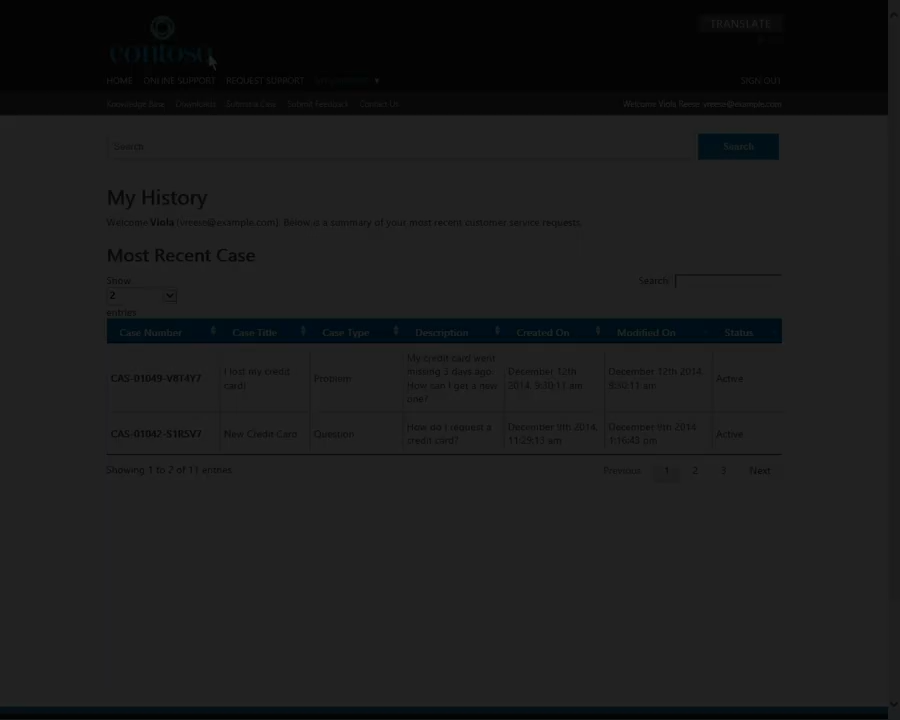 contoso
TRANSLATE
HOME ONLINE SUPPORT REQUEST SUPPORT
SIGN OUT
Knowledge Now Downloads Submit a Case Submit Feedback Contact Us
Welcome Viola Reese vreese@example.com
Search
Search
My History
Welcome Viola (vreese@example.com). Below is a summary of your most recent customer service requests.
Most Recent Case
Show
2
entries
Search:
Case Number Case Title Case Type Description Created On Modified On Status
CAS-01049-V8T4Y7
I lost my credit
card!
Problem
My credit card went
missing 3 days ago.
How can I get a new
one?
December 12th
2014, 9:30:11 am
December 12th 2014,
9:30:11 am
Active
CAS-01042-S1R5V7
New Credit Card
Question
How do I request a
credit card?
December 9th 2014,
11:29:13 am
December 9th 2014,
1:16:43 pm
Active
Showing 1 to 2 of 11 entries
Previous 1 2 3 Next